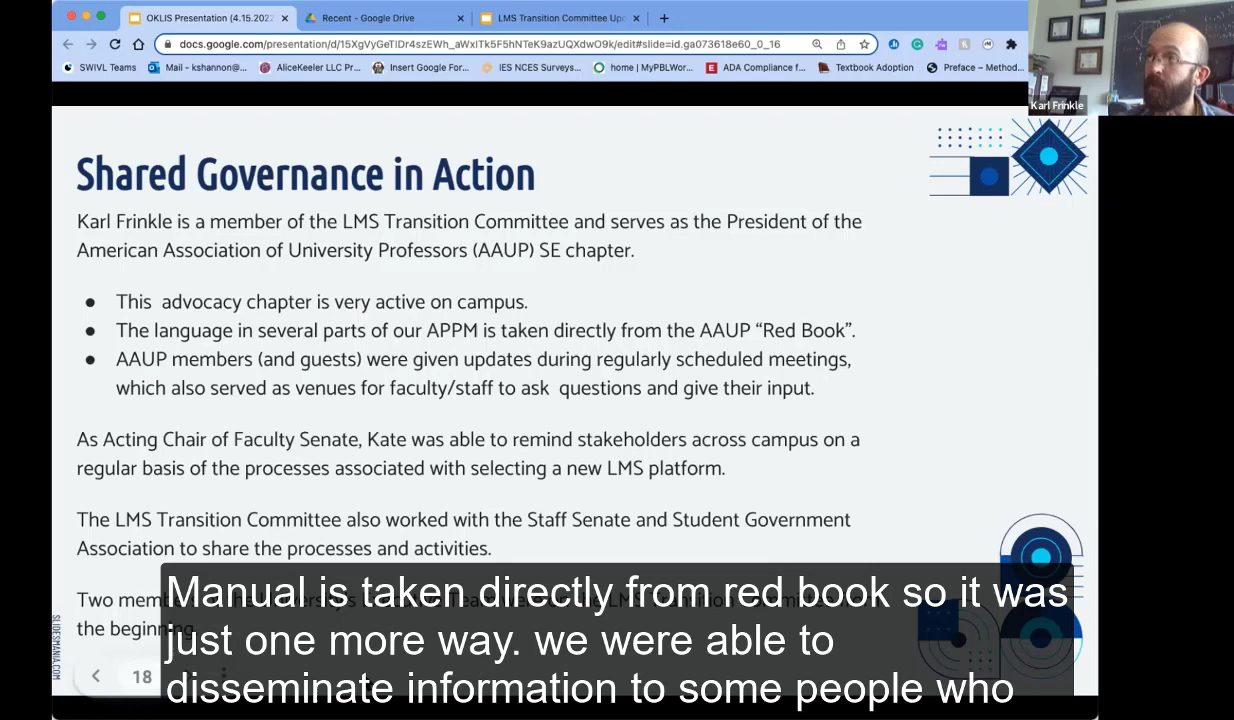 OKLIS Presentation (4.15.2022
Recent - Google Drive
LMS Transition Committee Upd
docs.google.com/presentation/d/15XgVyGeTlDr4szEWh_aWxlTk5F5hNTeK9azUQXdwO9k/edit#slide=id.ga073618e60_0_16
SWIVL Teams
Mail - kshannon@...
AliceKeeler LLC Pr...
Insert Google For...
IES NCES Surveys...
home | MyPBLWor...
ADA Compliance f...
Textbook Adoption
Preface – Method...
Karl Frinkle
Shared Governance in Action
Karl Frinkle is a member of the LMS Transition Committee and serves as the President of the
American Association of University Professors (AAUP) SE chapter.
● This advocacy chapter is very active on campus.
● The language in several parts of our APPM is taken directly from the AAUP “Red Book”.
● AAUP members (and guests) were given updates during regularly scheduled meetings,
which also served as venues for faculty/staff to ask questions and give their input.
As Acting Chair of Faculty Senate, Kate was able to remind stakeholders across campus on a
regular basis of the processes associated with selecting a new LMS platform.
The LMS Transition Committee also worked with the Staff Senate and Student Government
Association to share the processes and activities.
Two
the beginning
SLIDESMANIA.COM
18
Manual is taken directly from red book so it was
just one more way. we were able to
disseminate information to some people who